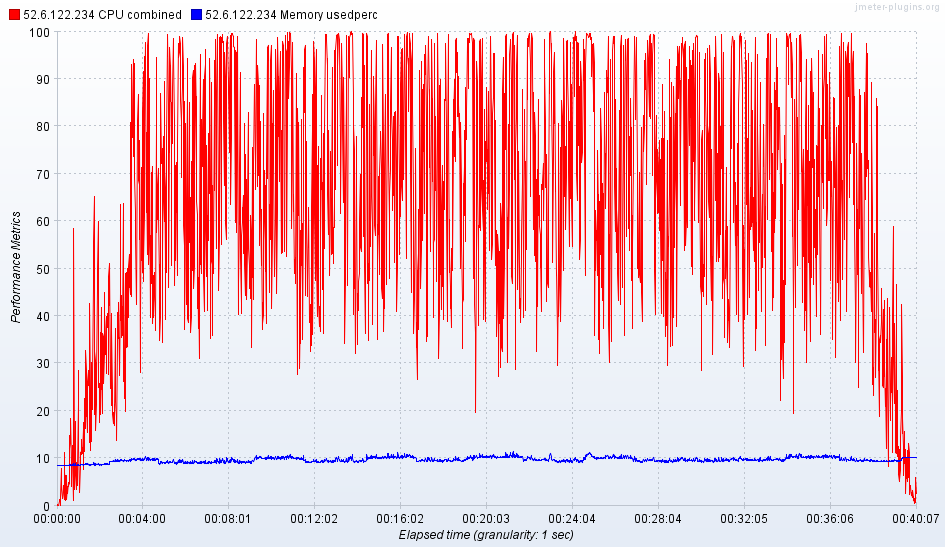 jmeter-plugins.org
52.6.122.234 CPU combined 52.6.122.234 Memory usedperc
100
90
80
70
60
50
40
30
20
10
0
Performance Metrics
00:00:00 00:04:00 00:08:01 00:12:02 00:16:02 00:20:03 00:24:04 00:28:04 00:32:05 00:36:06 00:40:07
Elapsed time (granularity: 1 sec)